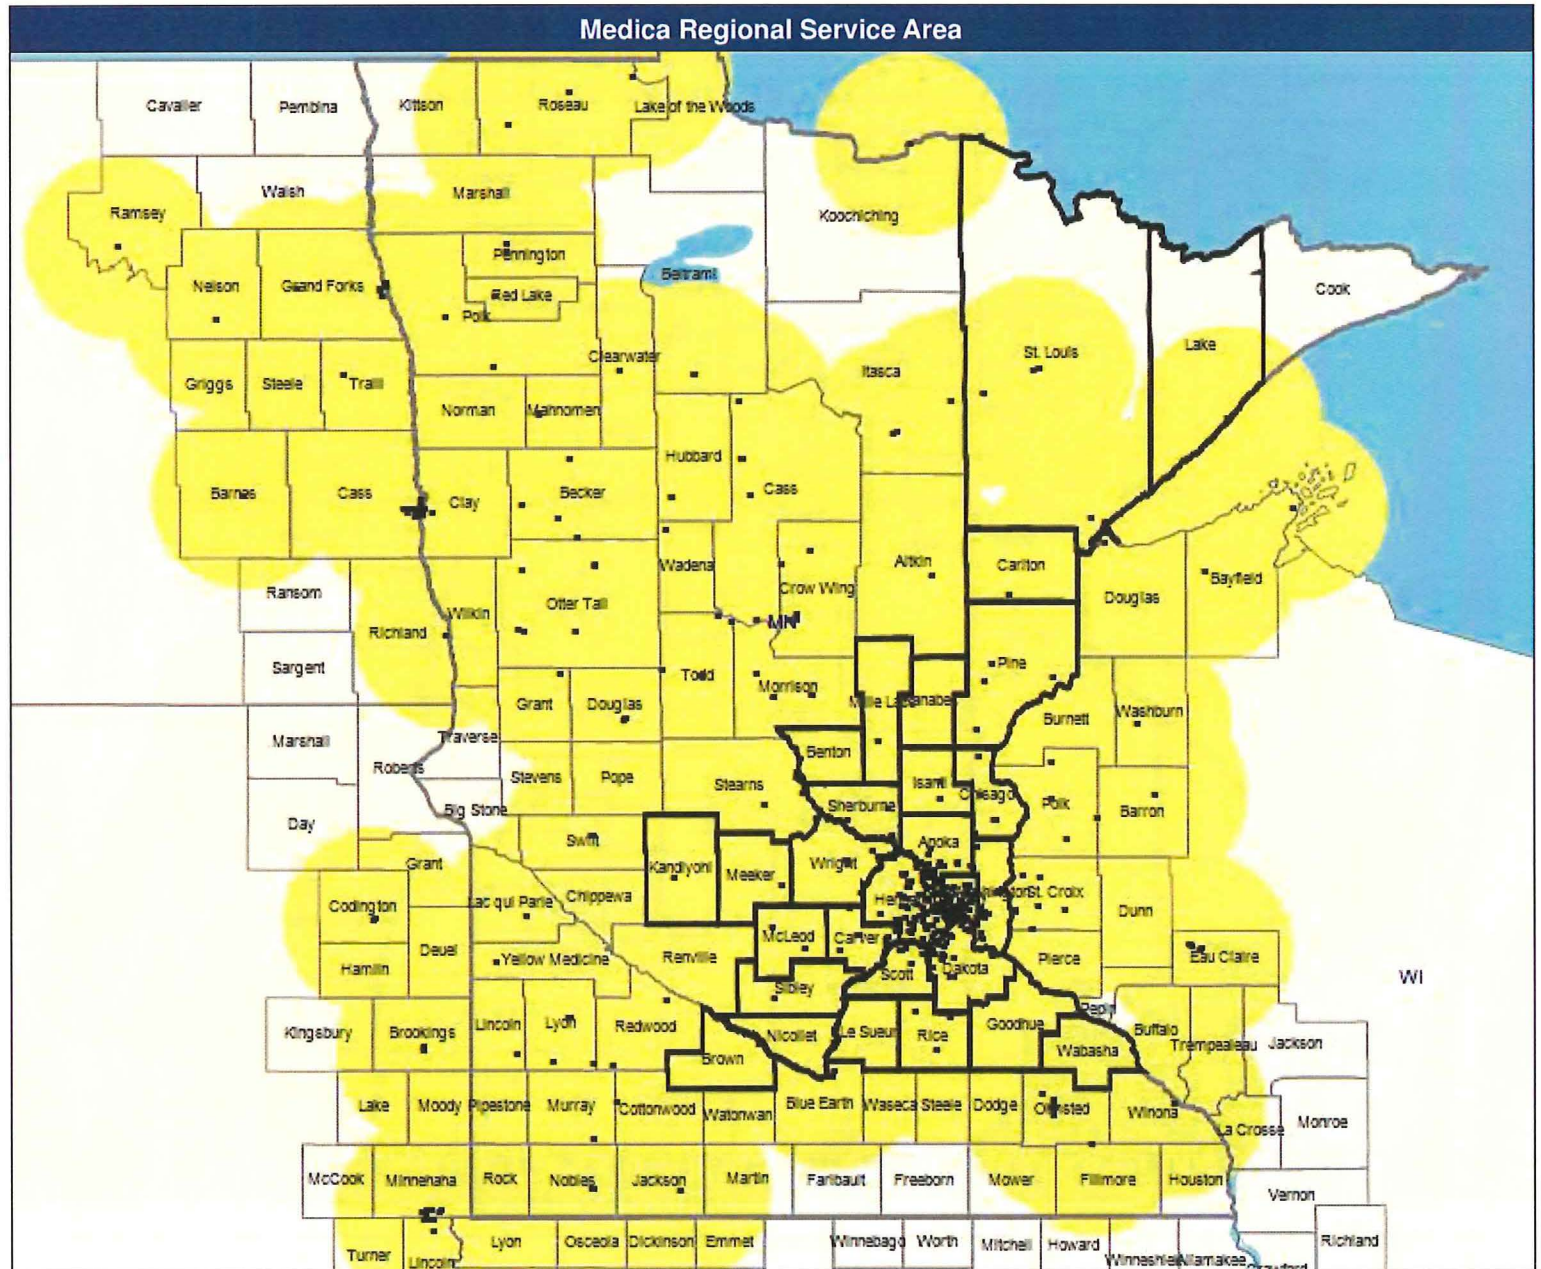 Medica Regional Service Area
Cavalier
Pembina
Kittson
Roseau
Lake of the Woods
Walsh
Marshall
Ramsey
Koochiching
Pennington
Nelson
Grand Forks
Red Lake
Beltrami
Cook
Polk
Clearwater
Itasca
St. Louis
Lake
Griggs
Steele
Traill
Norman
Mahnomen
Hubbard
Barnes
Cass
Clay
Becker
Cass
Wadena
Crow Wing
Aitkin
Carlton
Bayfield
Douglas
Ransom
Richland
Wilkin
Otter Tail
MN
Sargent
Todd
Morrison
Pine
Grant
Douglas
Mille Lacs
Kanabec
Burnett
Washburn
Marshall
Traverse
Roberts
Stevens
Pope
Benton
Stearns
Isanti
Chisago
Polk
Barron
Day
Big Stone
Sherburne
Swift
Anoka
Grant
Kandiyohi
Meeker
Wright
Codington
Lac qui Parle
Chippewa
St. Croix
Dunn
Deuel
McLeod
Carver
Hamlin
Yellow Medicine
Renville
Scott
Dakota
Pierce
Eau Claire
WI
Sibley
Pepin
Kingsbury
Brookings
Lincoln
Lyon
Redwood
Nicollet
Le Sueur
Rice
Goodhue
Buffalo
Trempealeau
Jackson
Brown
Wabasha
Lake
Moody
Pipestone
Murray
Cottonwood
Watonwan
Blue Earth
Waseca
Steele
Dodge
Olmsted
Winona
La Crosse
Monroe
McCook
Minnehaha
Rock
Nobles
Jackson
Martin
Faribault
Freeborn
Mower
Fillmore
Houston
Vernon
Turner
Lincoln
Lyon
Osceola
Dickinson
Emmet
Winnebago
Worth
Mitchell
Howard
Allamakee
Richland